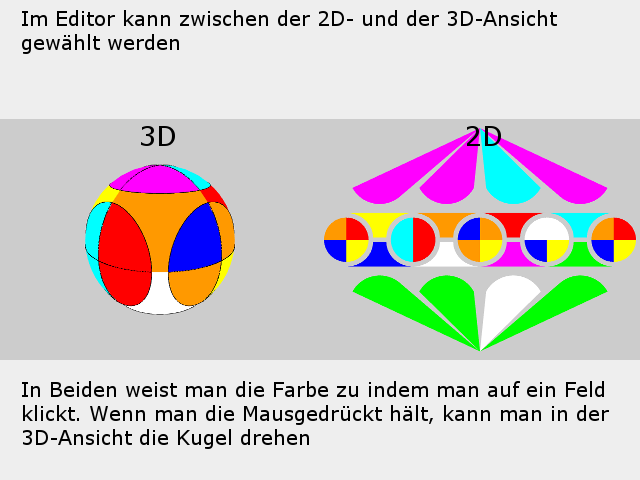 Im Editor kann zwischen der 2D- und der 3D-Ansicht
gewählt werden
3D
2D
In Beiden weist man die Farbe zu indem man auf ein Feld
klickt. Wenn man die Mausgedrückt hält, kann man in der
3D-Ansicht die Kugel drehen